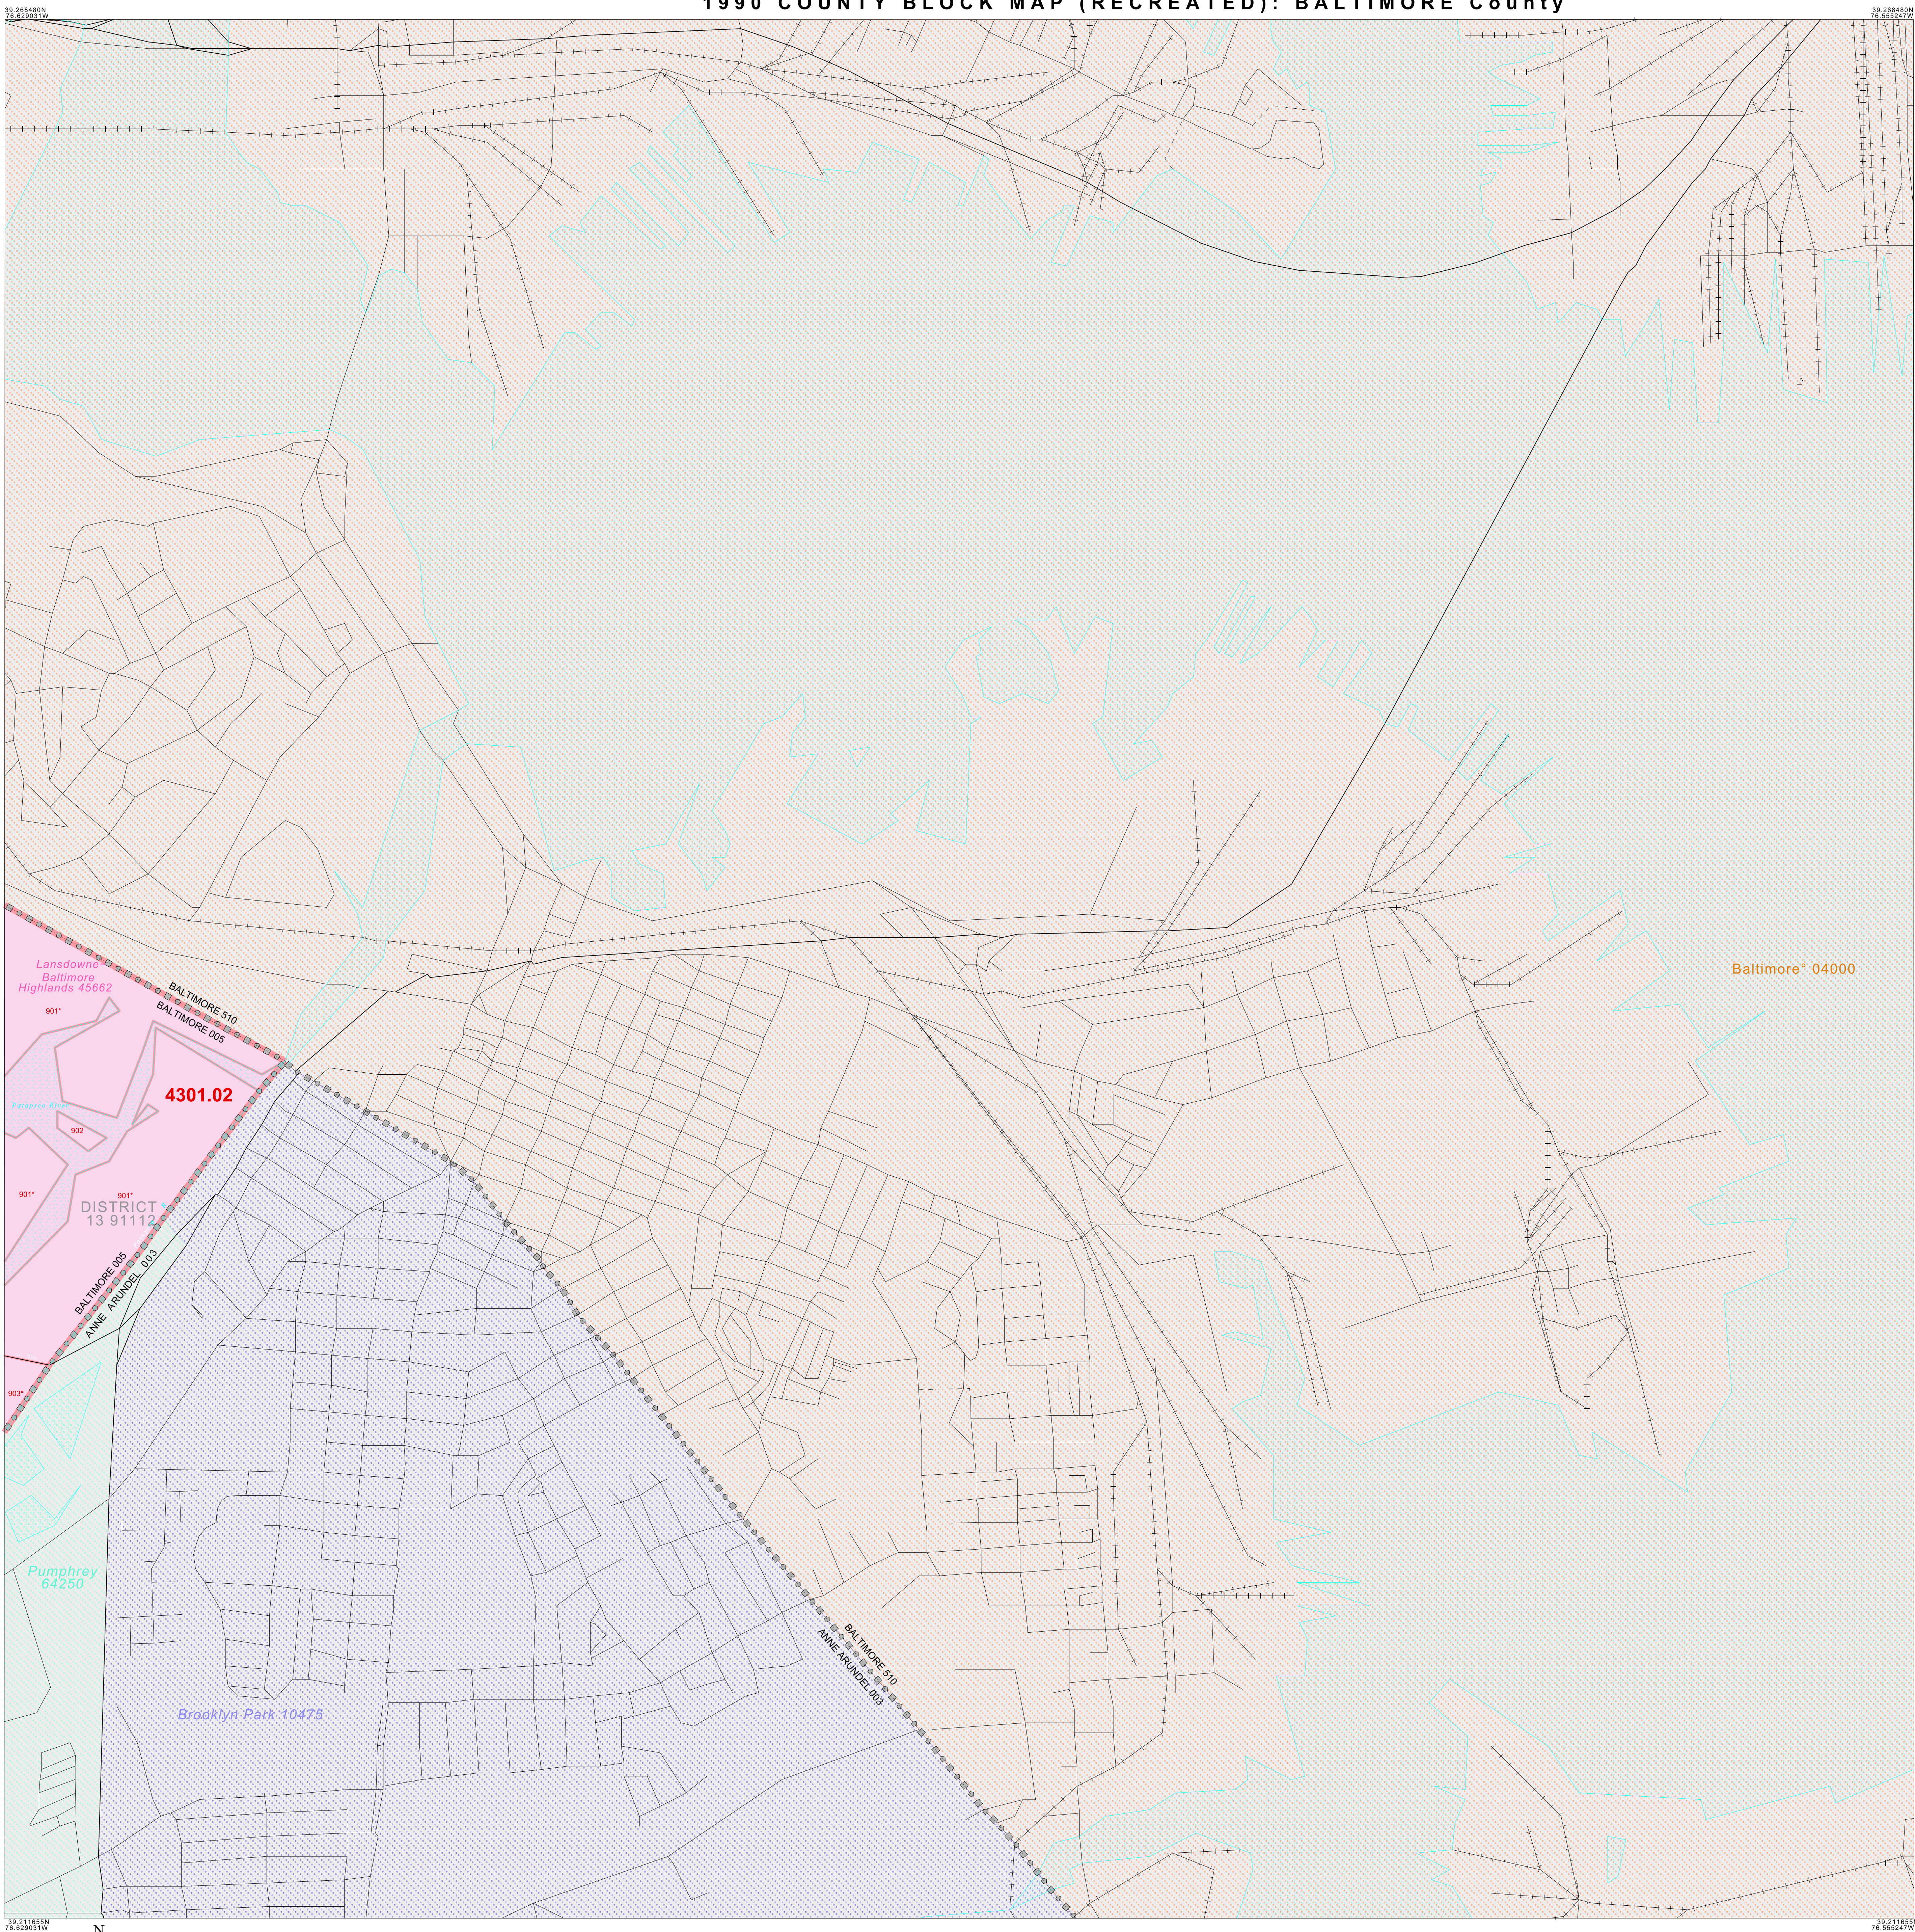 1990 COUNTY BLOCK MAP (RECREATED): BALTIMORE County
39.268480N
76.629031W
39.268480N
76.555247W
Baltimore° 04000
Lansdowne-
Baltimore
Highlands 45662
BALTIMORE 510
BALTIMORE 005
901*
4301.02
Patapsco River
902
901*
901*
DISTRICT
13 91112
BALTIMORE 005
ANNE ARUNDEL 003
903*
Pumphrey
64250
BALTIMORE 510
ANNE ARUNDEL 003
Brooklyn Park 10475
39.211655N
76.629031W
N
39.211655N
76.555247W